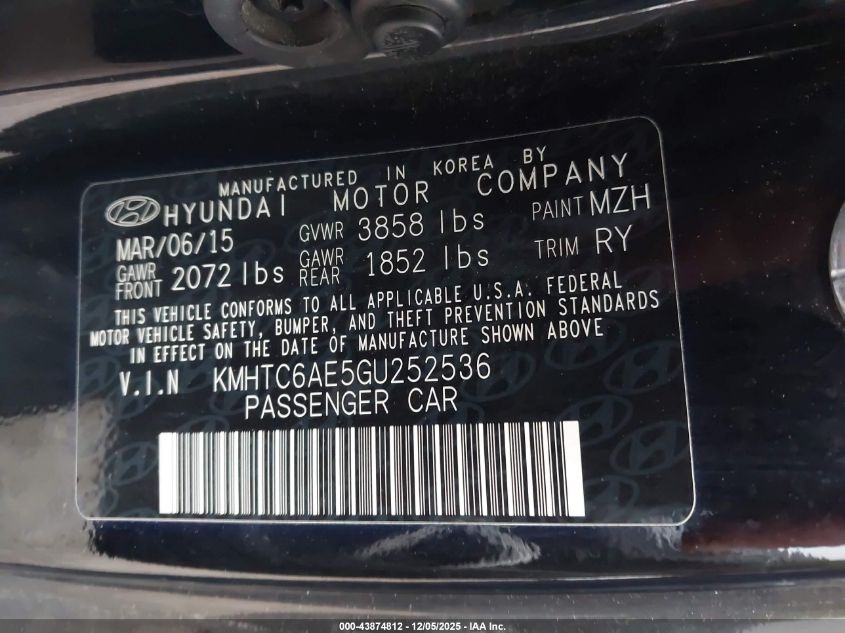 MANUFACTURED IN KOREA BY
HYUNDAI MOTOR COMPANY
MAR/06/15 GVWR 3858 lbs PAINT MZH
GAWR FRONT 2072 lbs GAWR REAR 1852 lbs TRIM RY
THIS VEHICLE CONFORMS TO ALL APPLICABLE U.S.A. FEDERAL
MOTOR VEHICLE SAFETY, BUMPER, AND THEFT PREVENTION STANDARDS
IN EFFECT ON THE DATE OF MANUFACTURE SHOWN ABOVE
V.I.N KMHTC6AE5GU252536
PASSENGER CAR
000-43874812 - 12/05/2025 - IAA Inc.